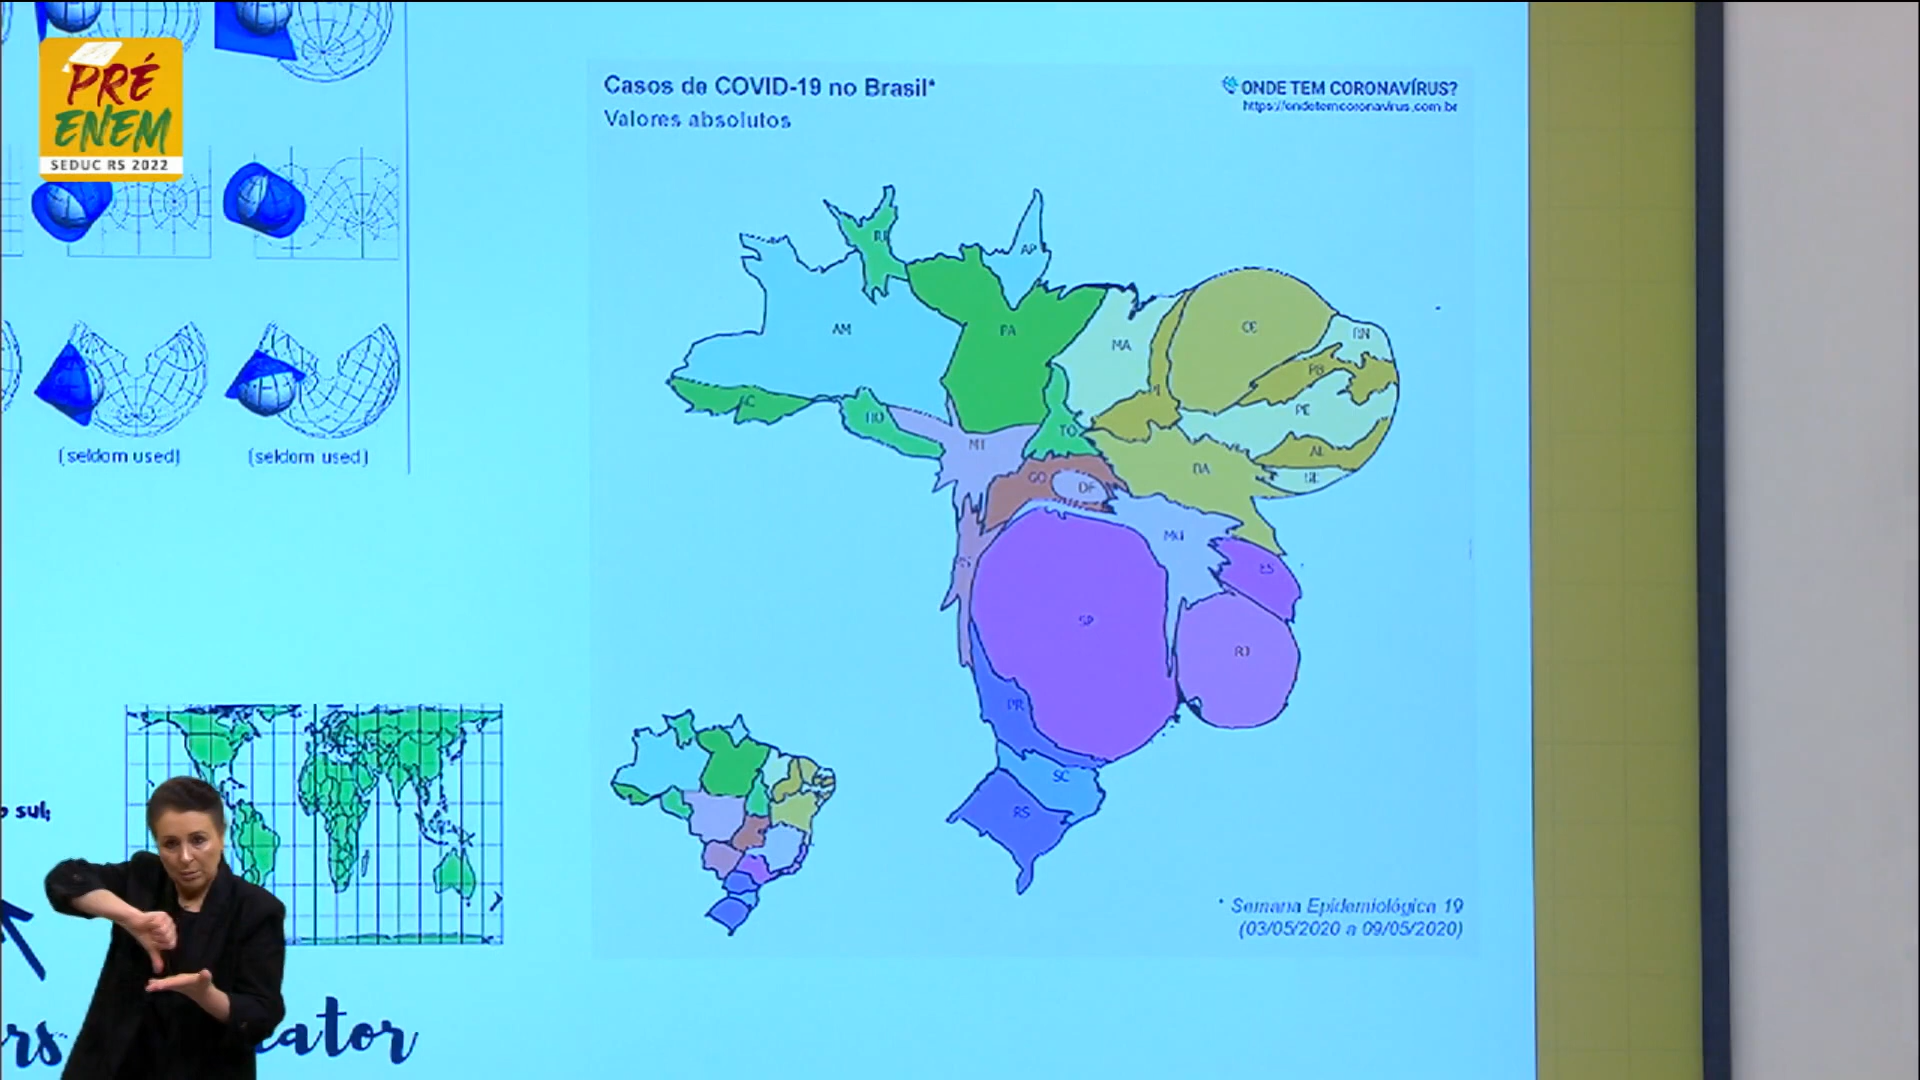 PRÉ
ENEM
SEDUC RS 2022
(seldom used)
(seldom used)
Casos de COVID-19 no Brasil*
Valores absolutos
ONDE TEM CORONAVÍRUS?
https://ondetemcoronavirus.com.br
RR
AP
AM
PA
MA
CE
RN
PB
PI
PE
AC
RO
TO
MT
AL
BA
SE
GO
DF
MG
MS
ES
SP
RJ
PR
SC
RS
* Semana Epidemiológica 19
(03/05/2020 a 09/05/2020)
sul;